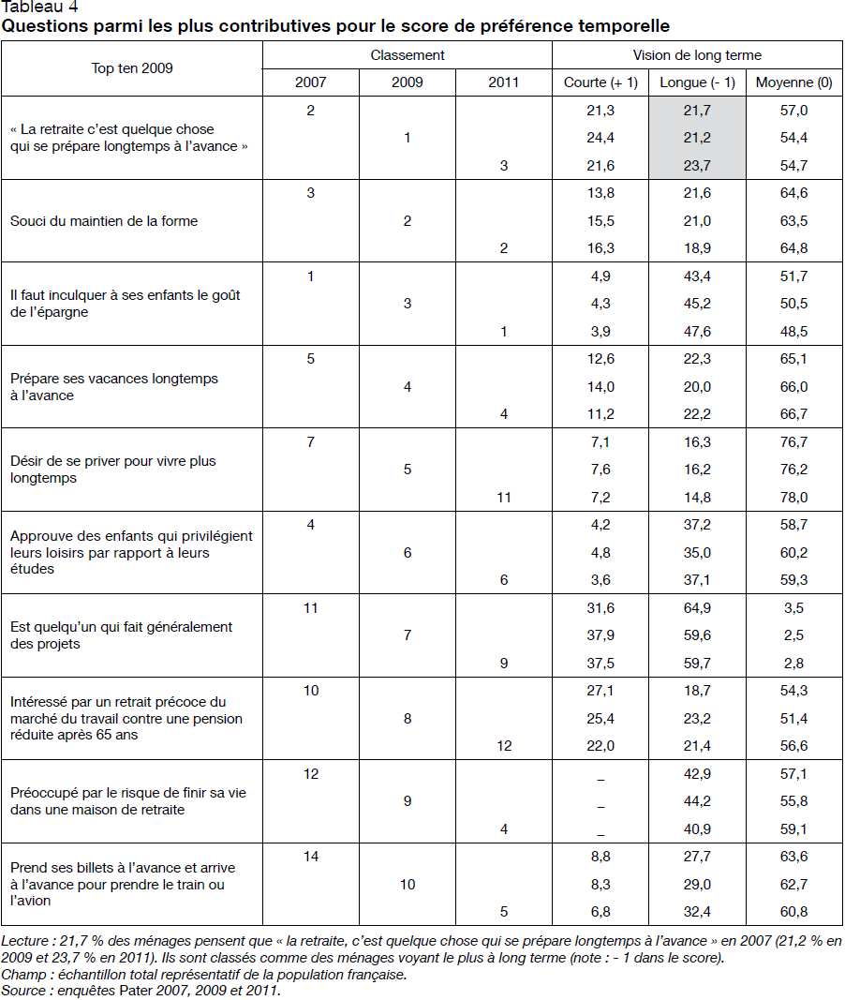 Tableau 4
Questions parmi les plus contributives pour le score de préférence temporelle
Top ten 2009 Classement Vision de long terme
2007 2009 2011 Courte (+ 1) Longue (- 1) Moyenne (0)
« La retraite c'est quelque chose
qui se prépare longtemps à l'avance »
2 21,3 21,7 57,0
1 24,4 21,2 54,4
3 21,6 23,7 54,7
Souci du maintien de la forme
3 13,8 21,6 64,6
2 15,5 21,0 63,5
2 16,3 18,9 64,8
Il faut inculquer à ses enfants le goût
de l'épargne
1 4,9 43,4 51,7
3 4,3 45,2 50,5
1 3,9 47,6 48,5
Prépare ses vacances longtemps
à l'avance
5 12,6 22,3 65,1
4 14,0 20,0 66,0
4 11,2 22,2 66,7
Désir de se priver pour vivre plus
longtemps
7 7,1 16,3 76,7
5 7,6 16,2 76,2
11 7,2 14,8 78,0
Approuve des enfants qui privilégient
leurs loisirs par rapport à leurs
études
4 4,2 37,2 58,7
6 4,8 35,0 60,2
6 3,6 37,1 59,3
Est quelqu'un qui fait généralement
des projets
11 31,6 64,9 3,5
7 37,9 59,6 2,5
9 37,5 59,7 2,8
Intéressé par un retrait précoce du
marché du travail contre une pension
réduite après 65 ans
10 27,1 18,7 54,3
8 25,4 23,2 51,4
12 22,0 21,4 56,6
Préoccupé par le risque de finir sa vie
dans une maison de retraite
12 _ 42,9 57,1
9 _ 44,2 55,8
4 _ 40,9 59,1
Prend ses billets à l'avance et arrive
à l'avance pour prendre le train ou
l'avion
14 8,8 27,7 63,6
10 8,3 29,0 62,7
5 6,8 32,4 60,8
Lecture : 21,7 % des ménages pensent que « la retraite, c'est quelque chose qui se prépare longtemps à l'avance » en 2007 (21,2 % en
2009 et 23,7 % en 2011). Ils sont classés comme des ménages voyant le plus à long terme (note : - 1 dans le score).
Champ : échantillon total représentatif de la population française.
Source : enquêtes Pater 2007, 2009 et 2011.